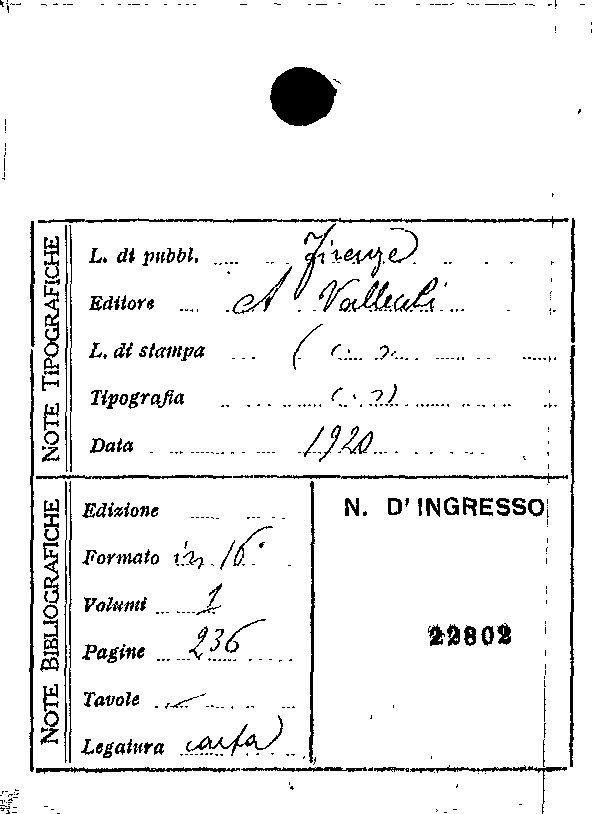 NOTE TIPOGRAFICHE
L. di pubbl. Firenze
Editore A Vallecchi
L. di stampa
Tipografia
Data 1920
NOTE BIBLIOGRAFICHE
Edizione
Formato in 16°
Volumi 1
Pagine 236
Tavole —
Legatura carta
N. D'INGRESSO
22802